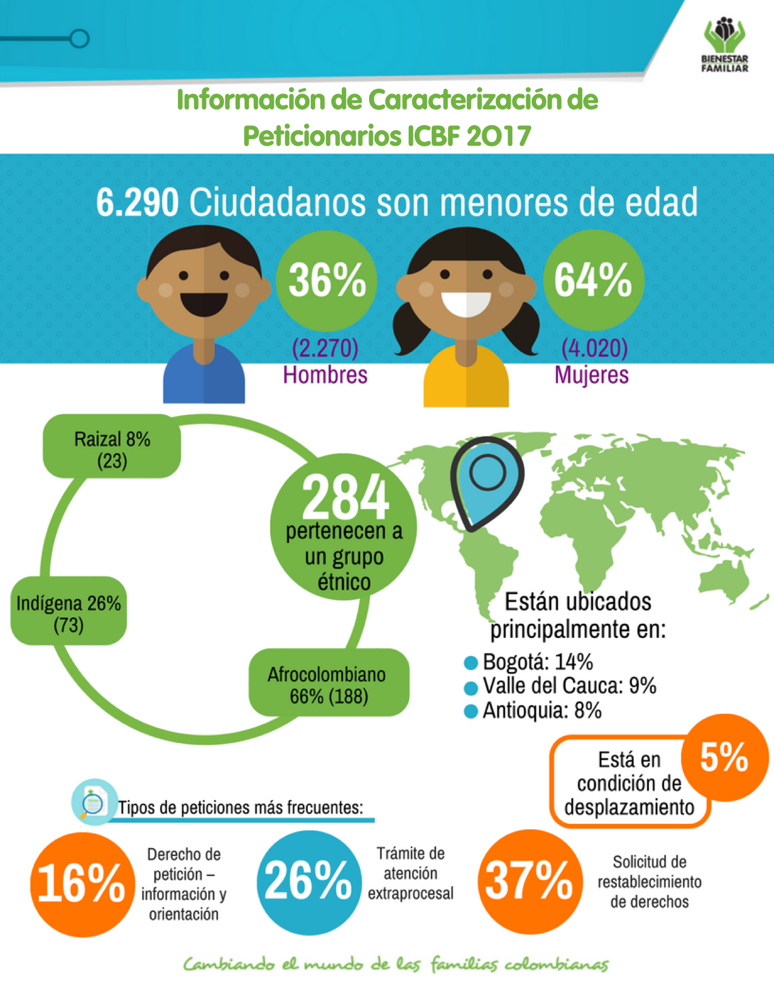 BIENESTAR
FAMILIAR
Información de Caracterización de
Peticionarios ICBF 2017
6.290 Ciudadanos son menores de edad
36%
(2.270)
Hombres
64%
(4.020)
Mujeres
Raizal 8%
(23)
284
pertenecen a
un grupo
étnico
Indígena 26%
(73)
Afrocolombiano
66% (188)
Están ubicados
principalmente en:
Bogotá: 14%
Valle del Cauca: 9%
Antioquia: 8%
5%
Está en
condición de
desplazamiento
Tipos de peticiones más frecuentes:
16%
Derecho de
petición –
información y
orientación
26%
Trámite de
atención
extraprocesal
37%
Solicitud de
restablecimiento
de derechos
Cambiando el mundo de las familias colombianas